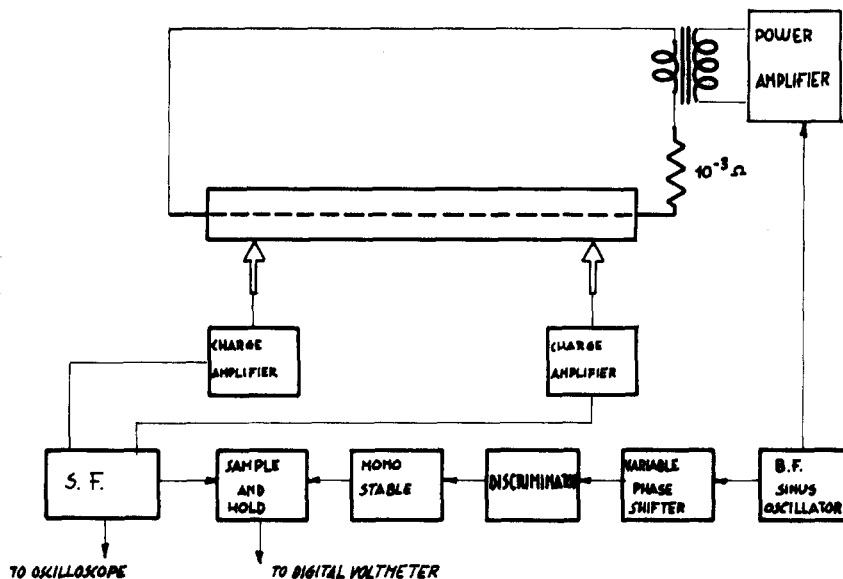 POWER
AMPLIFIER
10⁻³ Ω
CHARGE
AMPLIFIER
CHARGE
AMPLIFIER
S. F.
SAMPLE
AND
HOLD
MONO
STABLE
DISCRIMINATOR
VARIABLE
PHASE
SHIFTER
B.F.
SINUS
OSCILLATOR
TO OSCILLOSCOPE
TO DIGITAL VOLTMETER